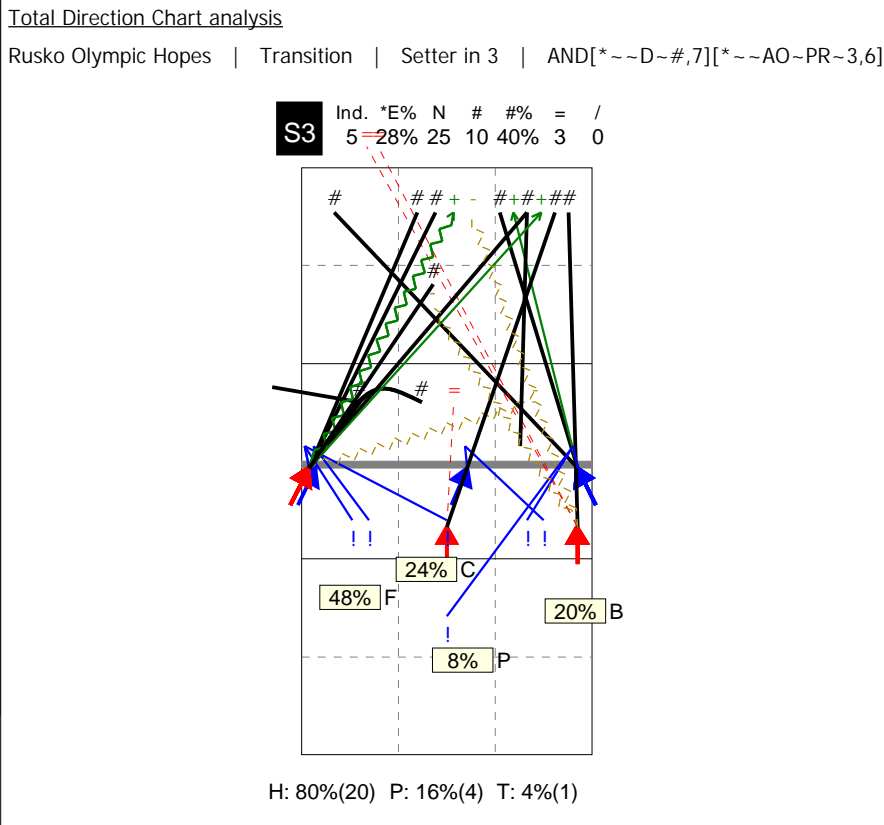 Total Direction Chart analysis
Rusko Olympic Hopes | Transition | Setter in 3 | AND[*~~D~#,7][*~~AO~PR~3,6]
Ind. *E% N # #% = /
S3 5 28% 25 10 40% 3 0
==
# # # + - # + # + # #
#
-
# # =
! ! ! ! !
24% C
48% F
20% B
!
8% P
H: 80%(20) P: 16%(4) T: 4%(1)